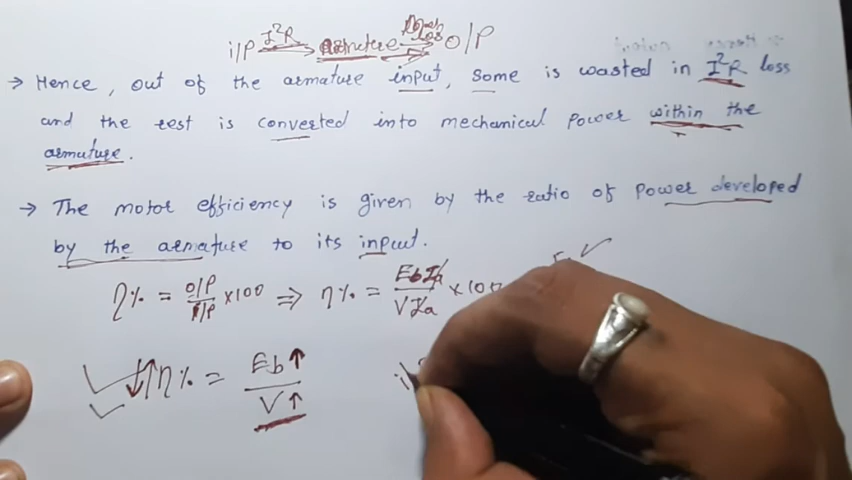 i/P I²R armature loss o/P
→ Hence, out of the armature input, some is wasted in I²R loss
and the rest is converted into mechanical power within the
armature.
→ The motor efficiency is given by the ratio of power developed
by the armature to its input.
η% = o/P / I/P × 100 ⇒ η% = EbIa / VIa × 100
η% = Eb↑ / V↑